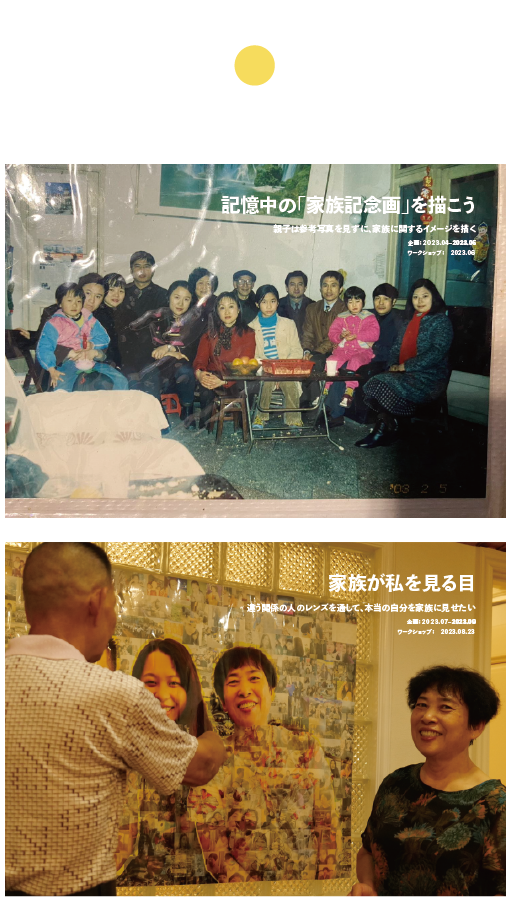 記憶中の「家族記念画」を描こう
親子は参考写真を見ずに、家族に関するイメージを描く
企画：2023.04–2023.06
ワークショップ： 2023.06
'03 2 5
家族が私を見る目
違う関係の人のレンズを通して、本当の自分を家族に見せたい
企画：2023.07–2023.08
ワークショップ： 2023.08.23